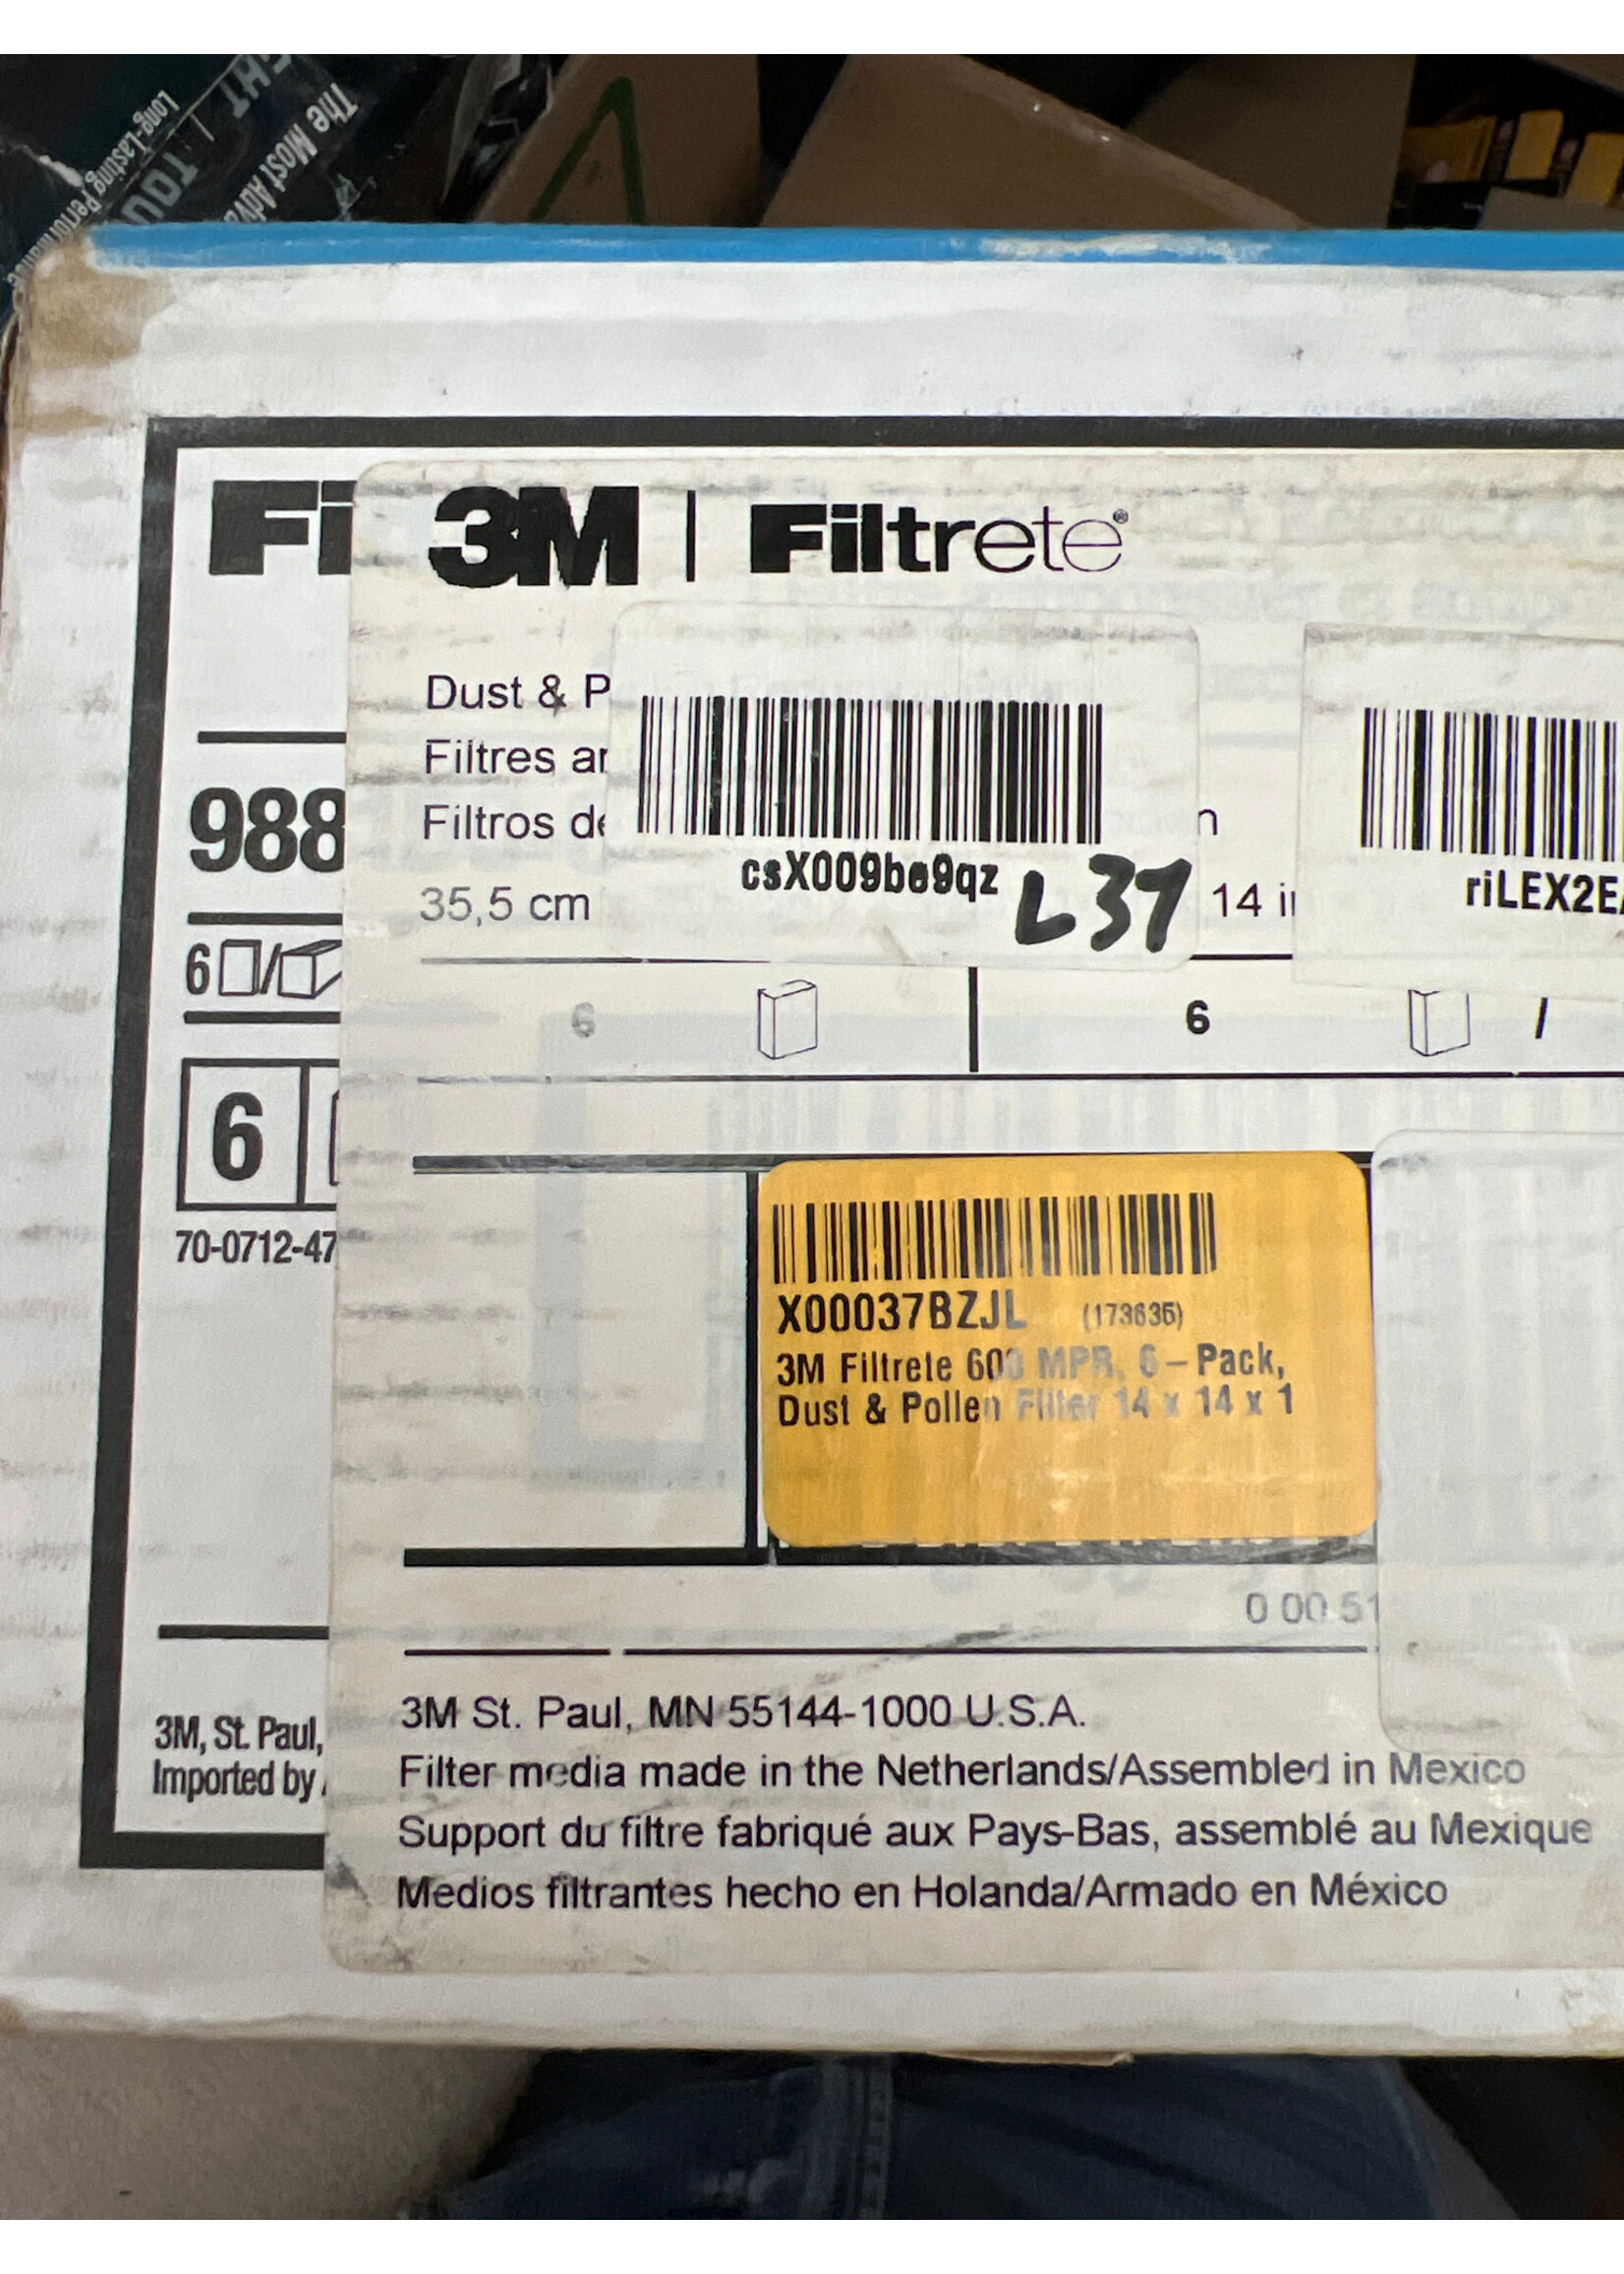 The Most Adva
Long-Lasting Performance
Fi
3M | Filtrete®
Dust & P
Filtres ar
Filtros de
n
35,5 cm
14 in
csX009be9qz
L37
riLEX2EA
988
6 /
6
6 /
6
70-0712-47
X00037BZJL (173635)
3M Filtrete 600 MPR, 6-Pack,
Dust & Pollen Filter 14 x 14 x 1
0 00 51
3M, St. Paul,
Imported by
3M St. Paul, MN 55144-1000 U.S.A.
Filter media made in the Netherlands/Assembled in Mexico
Support du filtre fabriqué aux Pays-Bas, assemblé au Mexique
Medios filtrantes hecho en Holanda/Armado en México